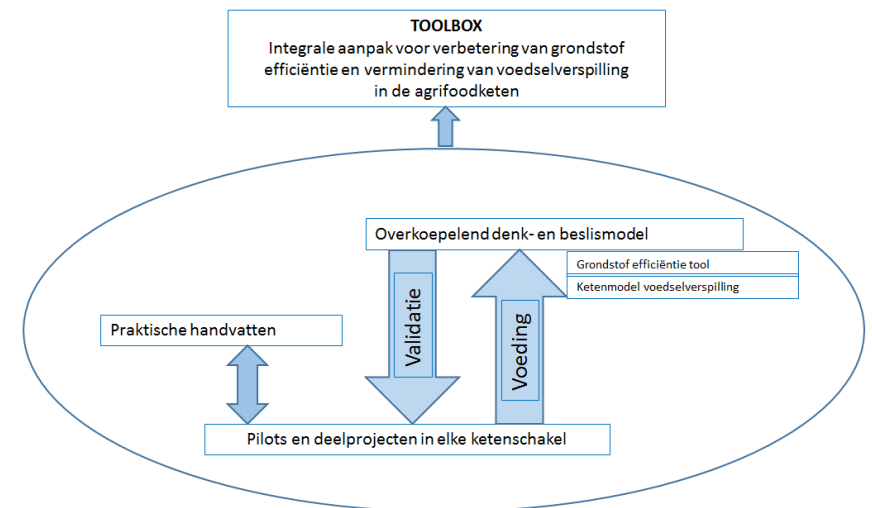 TOOLBOX
Integrale aanpak voor verbetering van grondstof
efficiëntie en vermindering van voedselverspilling
in de agrifoodketen
Overkoepelend denk- en beslismodel
Grondstof efficiëntie tool
Ketenmodel voedselverspilling
Validatie
Voeding
Praktische handvatten
Pilots en deelprojecten in elke ketenschakel